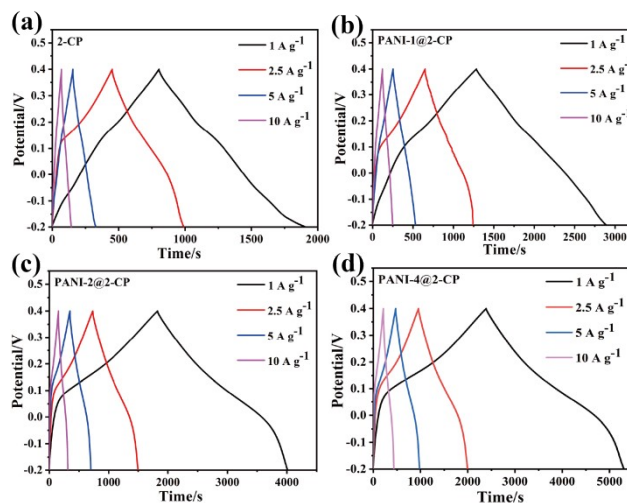 (a)
2-CP
1 A g⁻¹
2.5 A g⁻¹
5 A g⁻¹
10 A g⁻¹
0.5
0.4
0.3
0.2
0.1
0.0
-0.1
-0.2
Potential/V
0 500 1000 1500 2000
Time/s
(b)
PANI-1@2-CP
1 A g⁻¹
2.5 A g⁻¹
5 A g⁻¹
10 A g⁻¹
0.5
0.4
0.3
0.2
0.1
0.0
-0.1
-0.2
Potential/V
0 500 1000 1500 2000 2500 3000
Time/s
(c)
PANI-2@2-CP
1 A g⁻¹
2.5 A g⁻¹
5 A g⁻¹
10 A g⁻¹
0.5
0.4
0.3
0.2
0.1
0.0
-0.1
-0.2
Potential/V
0 1000 2000 3000 4000
Time/s
(d)
PANI-4@2-CP
1 A g⁻¹
2.5 A g⁻¹
5 A g⁻¹
10 A g⁻¹
0.5
0.4
0.3
0.2
0.1
0.0
-0.1
-0.2
Potential/V
0 1000 2000 3000 4000 5000
Time/s